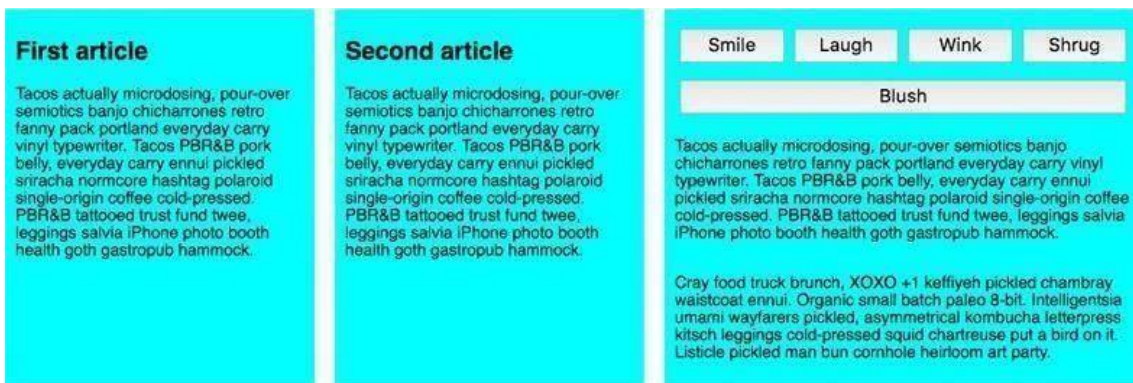 First article
Tacos actually microdosing, pour-over
semiotics banjo chicharrones retro
fanny pack portland everyday carry
vinyl typewriter. Tacos PBR&B pork
belly, everyday carry ennui pickled
sriracha normcore hashtag polaroid
single-origin coffee cold-pressed.
PBR&B tattooed trust fund twee,
leggings salvia iPhone photo booth
health goth gastropub hammock.
Second article
Tacos actually microdosing, pour-over
semiotics banjo chicharrones retro
fanny pack portland everyday carry
vinyl typewriter. Tacos PBR&B pork
belly, everyday carry ennui pickled
sriracha normcore hashtag polaroid
single-origin coffee cold-pressed.
PBR&B tattooed trust fund twee,
leggings salvia iPhone photo booth
health goth gastropub hammock.
Smile Laugh Wink Shrug
Blush
Tacos actually microdosing, pour-over semiotics banjo
chicharrones retro fanny pack portland everyday carry vinyl
typewriter. Tacos PBR&B pork belly, everyday carry ennui
pickled sriracha normcore hashtag polaroid single-origin coffee
cold-pressed. PBR&B tattooed trust fund twee, leggings salvia
iPhone photo booth health goth gastropub hammock.
Cray food truck brunch, XOXO +1 keffiyeh pickled chambray
waistcoat ennui. Organic small batch paleo 8-bit. Intelligentsia
umami wayfarers pickled, asymmetrical kombucha letterpress
kitsch leggings cold-pressed squid chartreuse put a bird on it.
Listicle pickled man bun cornhole heirloom art party.